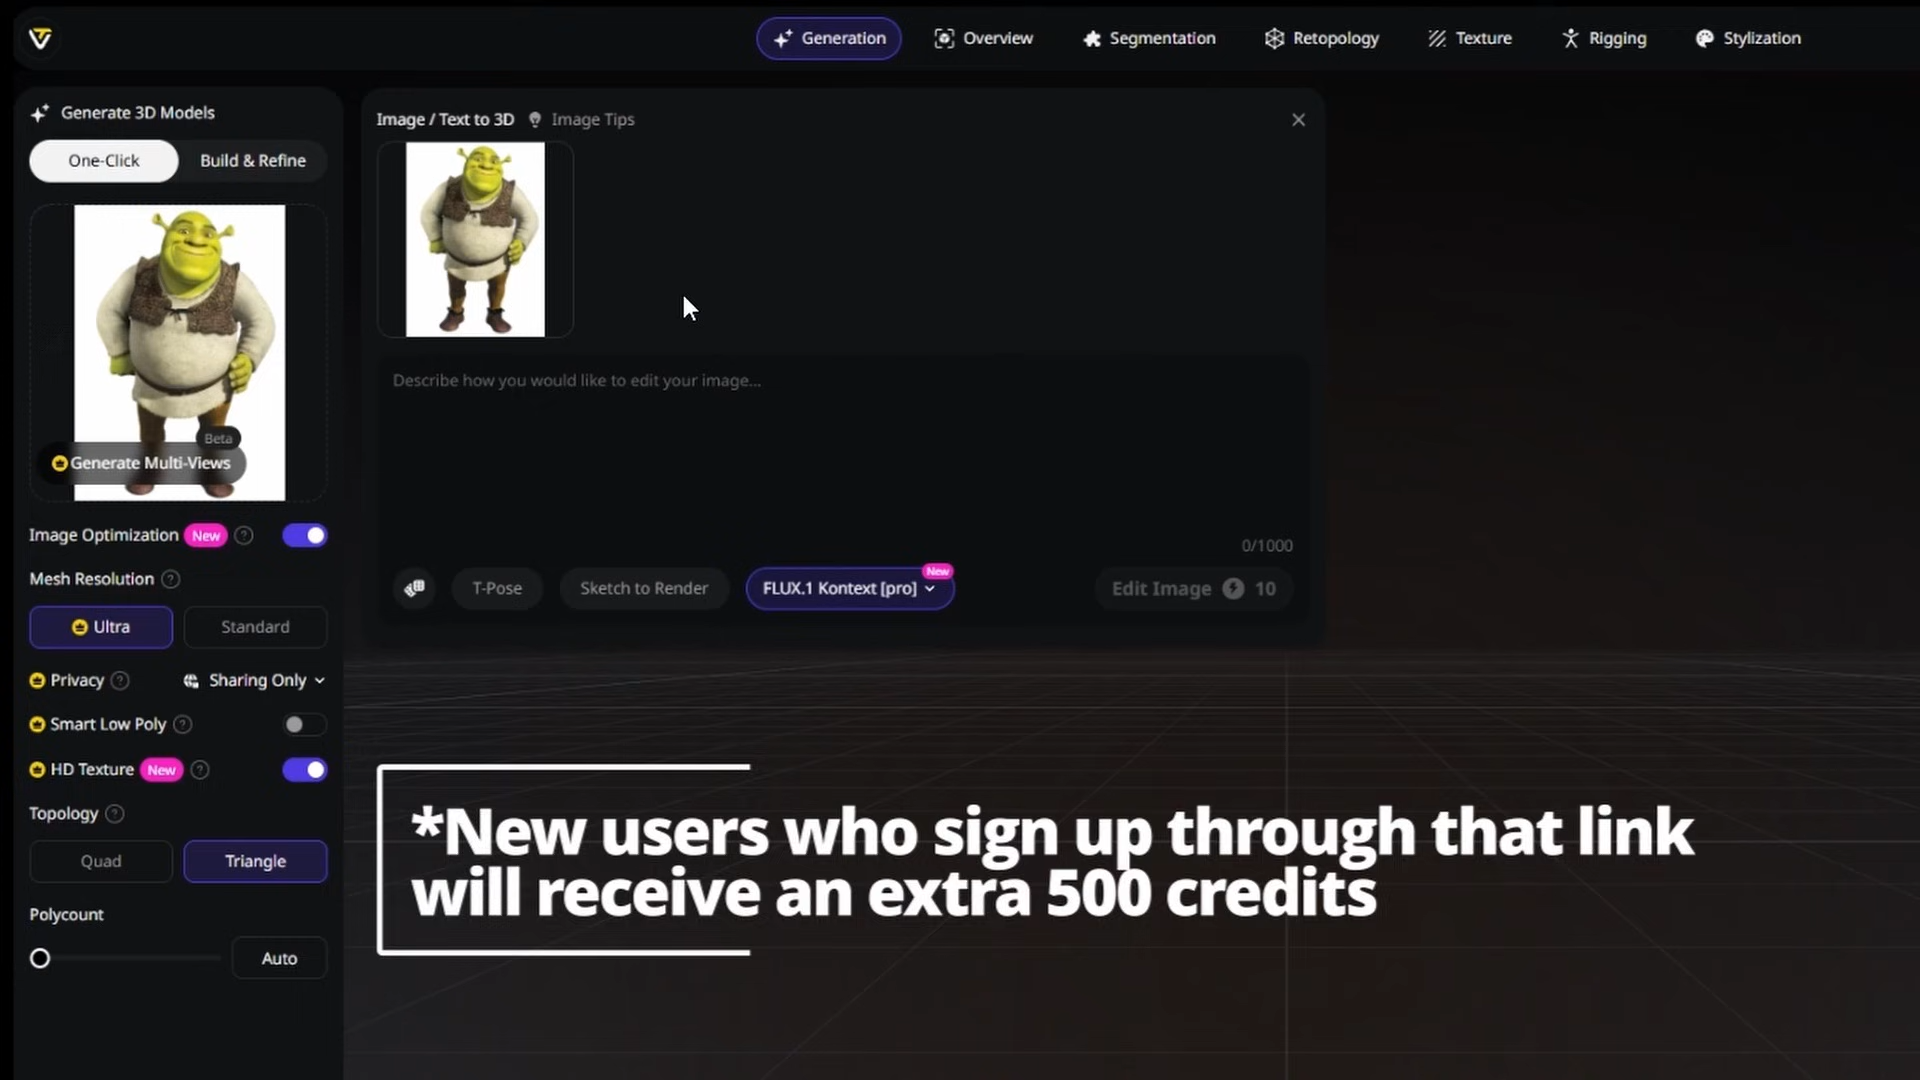 Generation
Overview
Segmentation
Retopology
Texture
Rigging
Stylization
Generate 3D Models
One-Click
Build & Refine
Beta
Generate Multi-Views
Image Optimization New ?
Mesh Resolution ?
Ultra
Standard
Privacy ? Sharing Only
Smart Low Poly ?
HD Texture New ?
Topology ?
Quad
Triangle
Polycount
Auto
Image / Text to 3D Image Tips
Describe how you would like to edit your image...
0/1000
T-Pose
Sketch to Render
New
FLUX.1 Kontext [pro]
Edit Image 10
*New users who sign up through that link
will receive an extra 500 credits